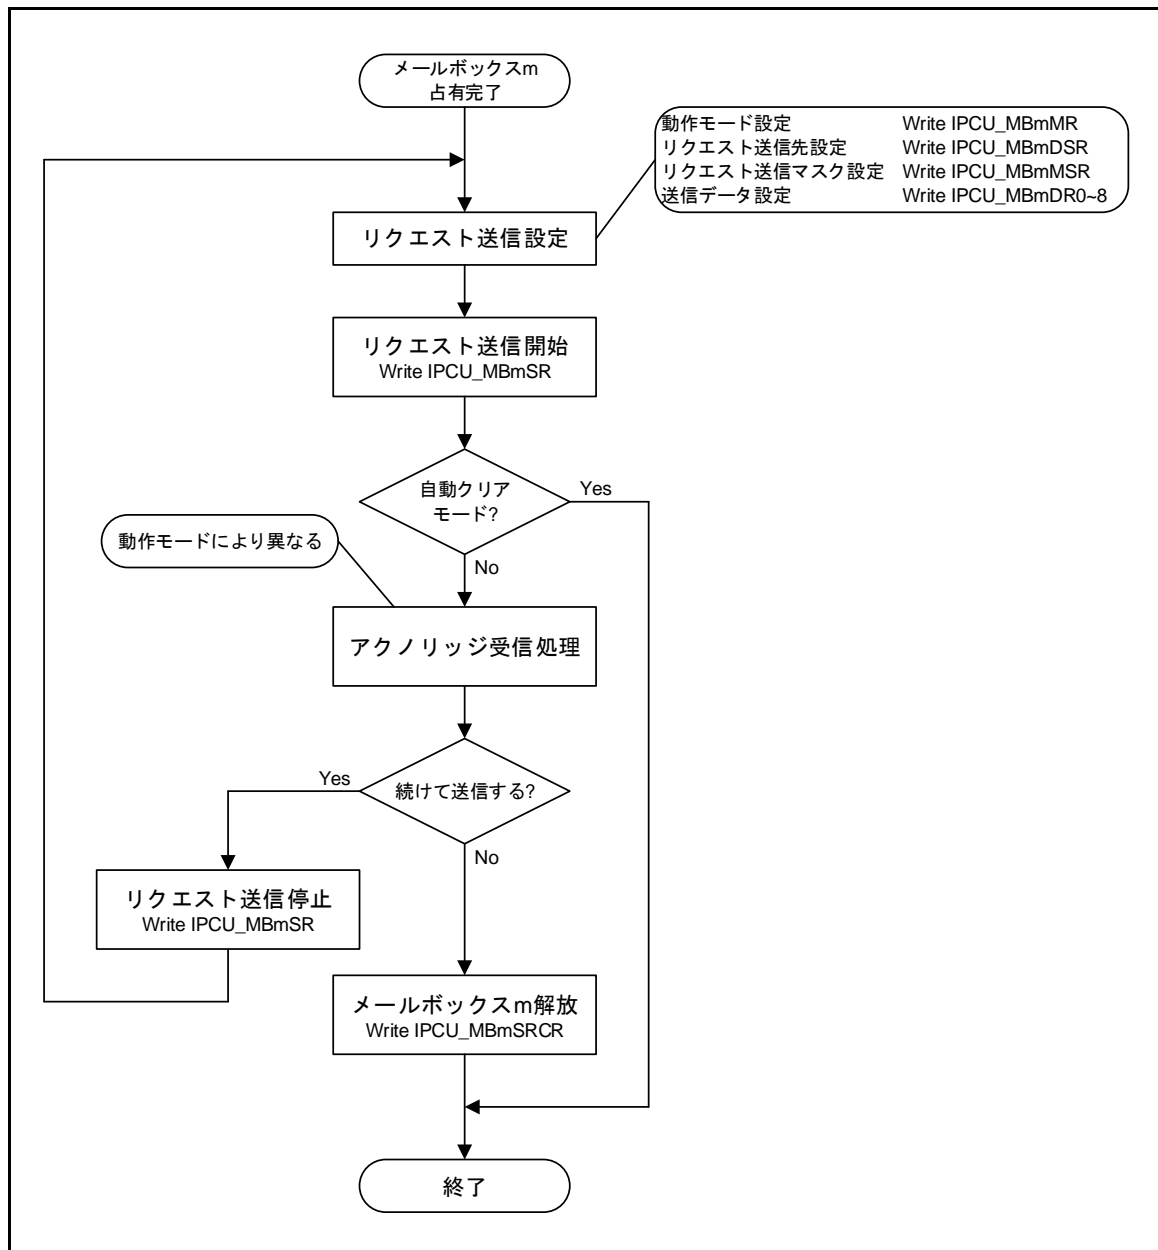 メールボックスm
占有完了
動作モード設定 Write IPCU_MBmMR
リクエスト送信先設定 Write IPCU_MBmDSR
リクエスト送信マスク設定 Write IPCU_MBmMSR
送信データ設定 Write IPCU_MBmDR0~8
リクエスト送信設定
リクエスト送信開始
Write IPCU_MBmSR
自動クリア
モード?
Yes
No
動作モードにより異なる
アクノリッジ受信処理
続けて送信する?
Yes
No
リクエスト送信停止
Write IPCU_MBmSR
メールボックスm解放
Write IPCU_MBmSRCR
終了